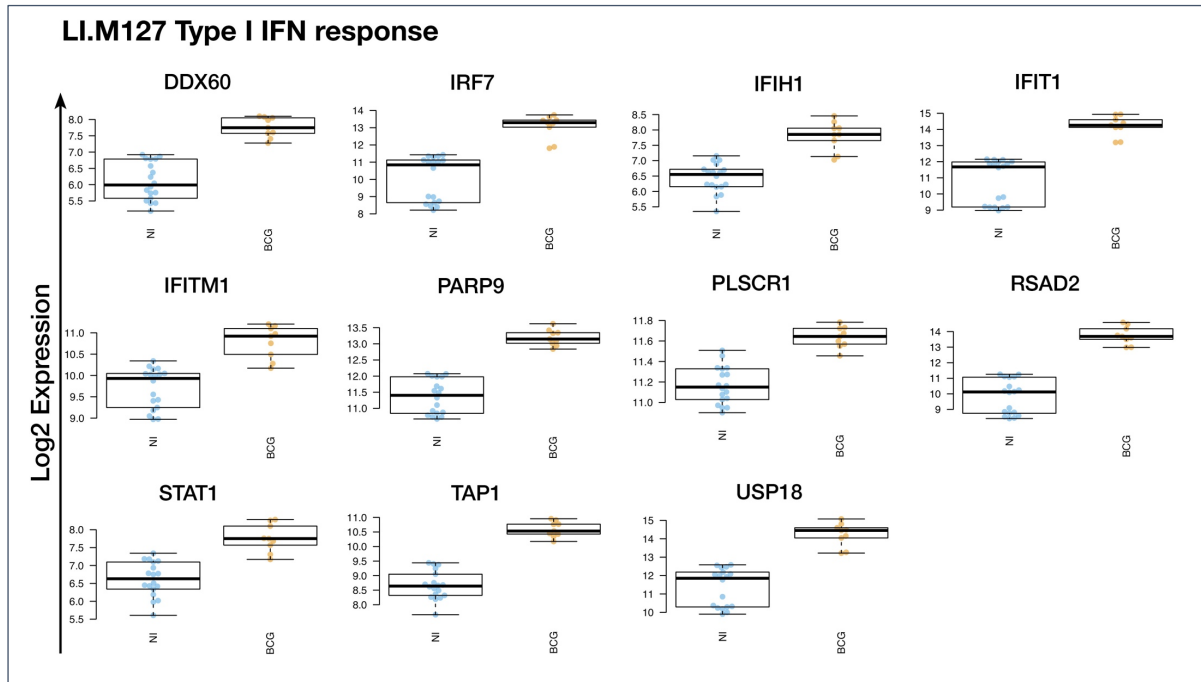 LI.M127 Type I IFN response
Log2 Expression
DDX60
8.0
7.5
7.0
6.5
6.0
5.5
NI
BCG
IRF7
14
13
12
11
10
9
8
NI
BCG
IFIH1
8.5
8.0
7.5
7.0
6.5
6.0
5.5
NI
BCG
IFIT1
15
14
13
12
11
10
9
NI
BCG
IFITM1
11.0
10.5
10.0
9.5
9.0
NI
BCG
PARP9
13.5
13.0
12.5
12.0
11.5
11.0
NI
BCG
PLSCR1
11.8
11.6
11.4
11.2
11.0
NI
BCG
RSAD2
14
13
12
11
10
9
NI
BCG
STAT1
8.0
7.5
7.0
6.5
6.0
5.5
NI
BCG
TAP1
11.0
10.5
10.0
9.5
9.0
8.5
8.0
NI
BCG
USP18
15
14
13
12
11
10
NI
BCG